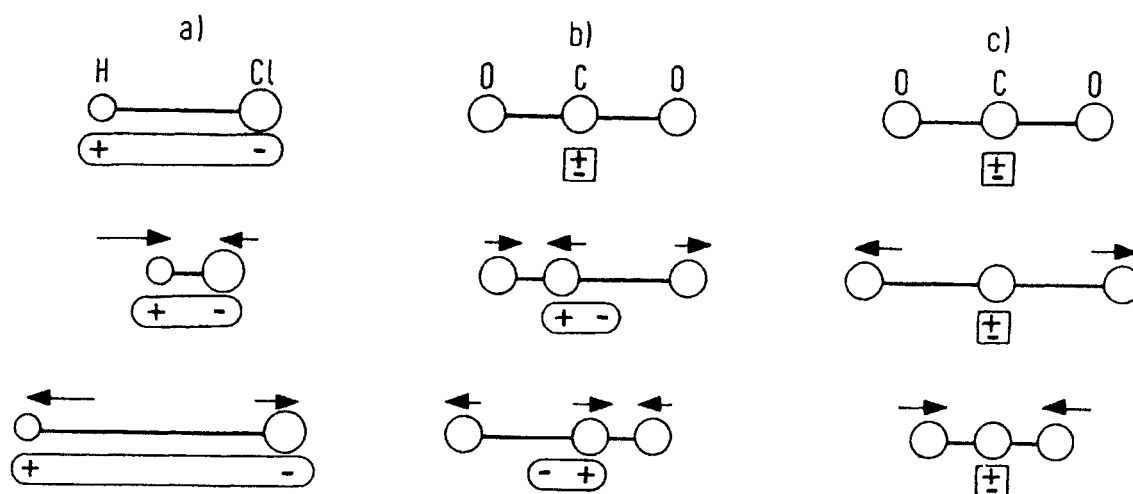 a) b) c)
H Cl O C O O C O
+ - ± ±
+ - + - ±
+ - - + ±